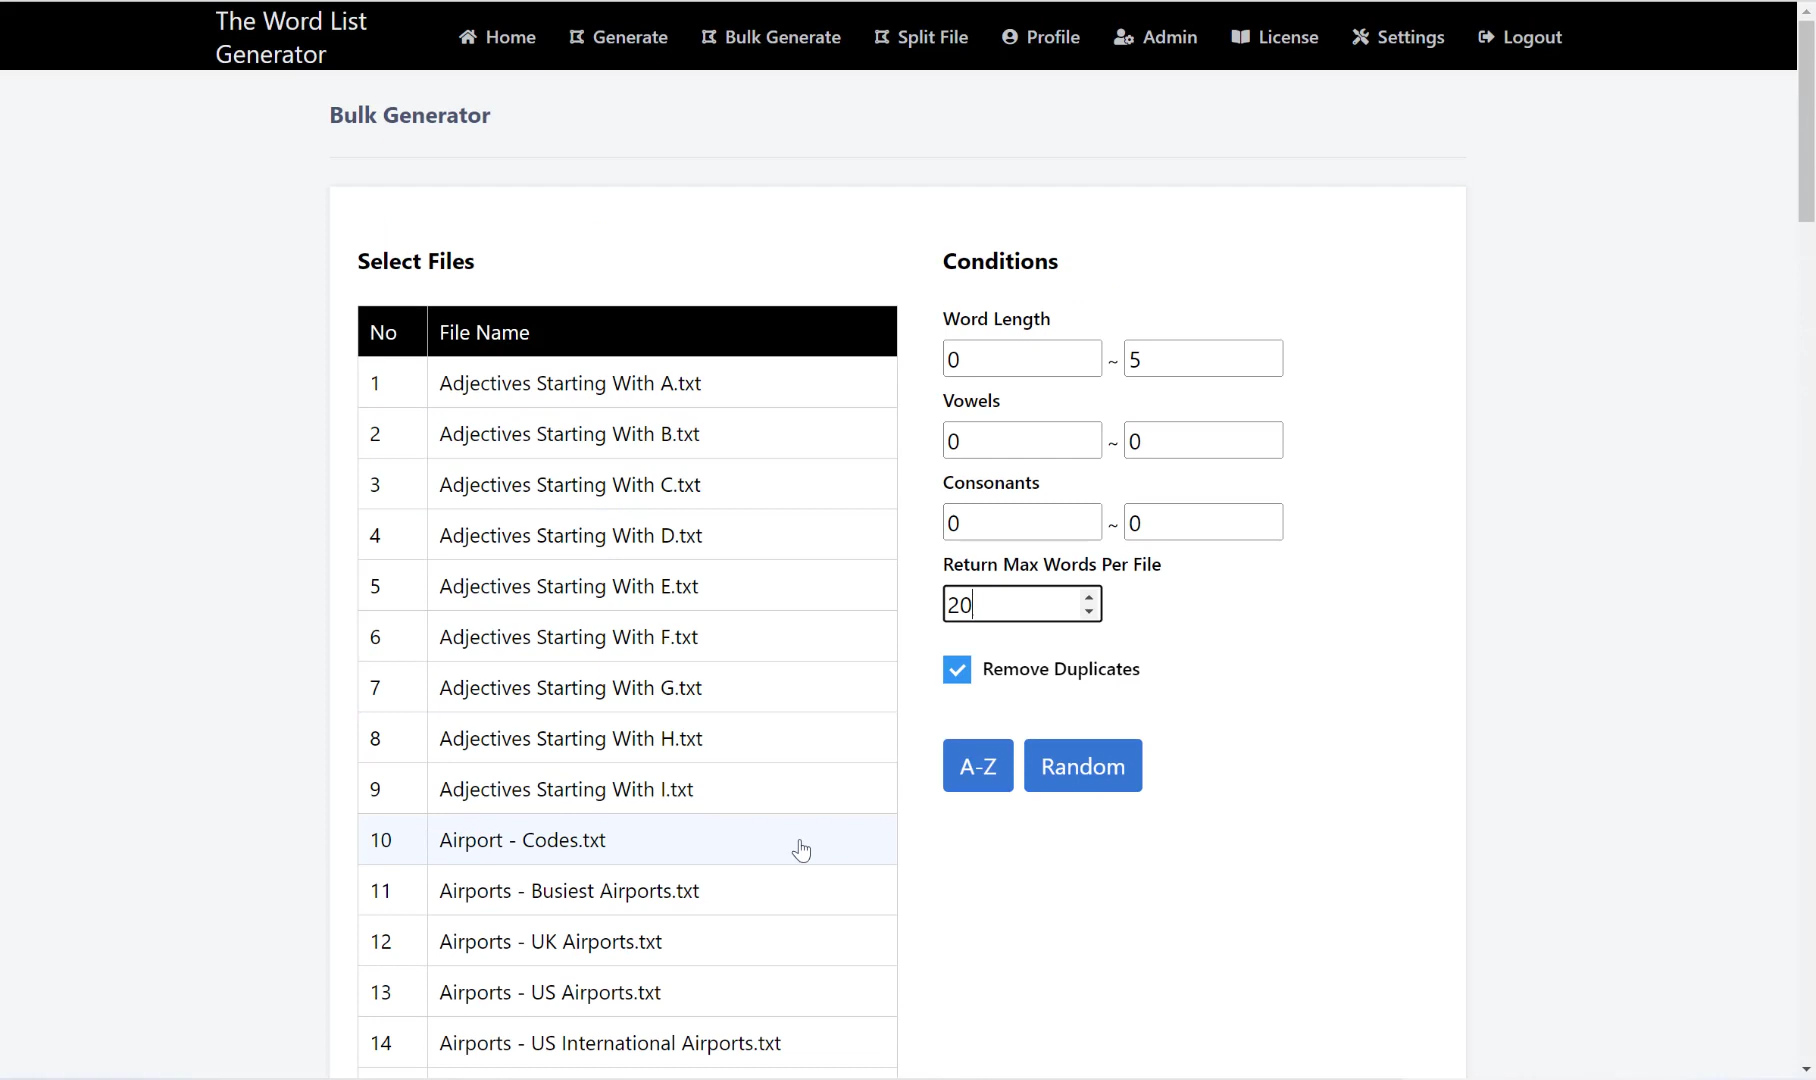 The Word List
Generator
Home
Generate
Bulk Generate
Split File
Profile
Admin
License
Settings
Logout
Bulk Generator
Select Files
No File Name
1 Adjectives Starting With A.txt
2 Adjectives Starting With B.txt
3 Adjectives Starting With C.txt
4 Adjectives Starting With D.txt
5 Adjectives Starting With E.txt
6 Adjectives Starting With F.txt
7 Adjectives Starting With G.txt
8 Adjectives Starting With H.txt
9 Adjectives Starting With I.txt
10 Airport - Codes.txt
11 Airports - Busiest Airports.txt
12 Airports - UK Airports.txt
13 Airports - US Airports.txt
14 Airports - US International Airports.txt
Conditions
Word Length
0 ~ 5
Vowels
0 ~ 0
Consonants
0 ~ 0
Return Max Words Per File
20
Remove Duplicates
A-Z Random